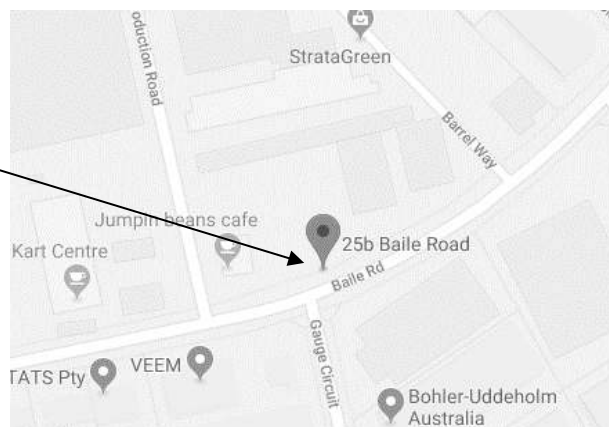 oduction Road
StrataGreen
Barrel Way
Jumpin beans cafe
25b Baile Road
Kart Centre
Baile Rd
Gauge Circuit
TATS Pty
VEEM
Bohler-Uddeholm
Australia